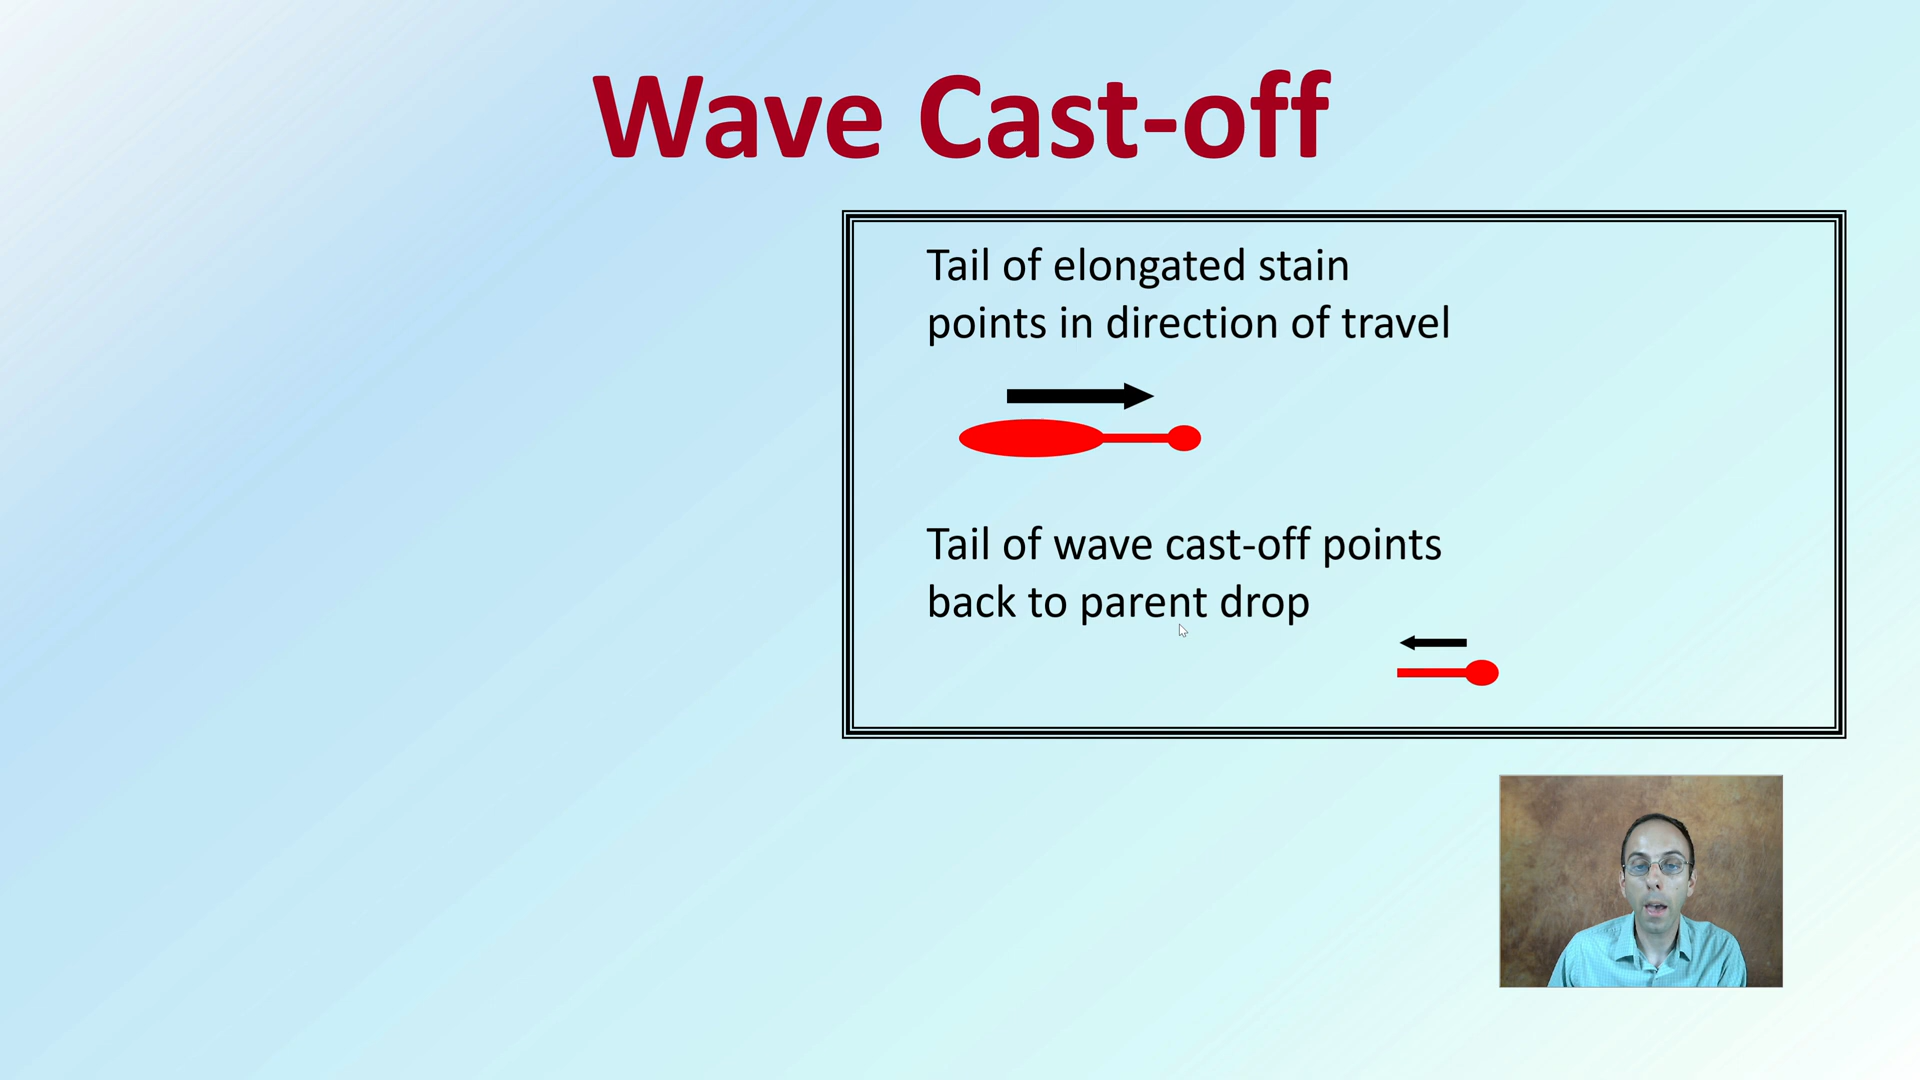 Wave Cast-off
Tail of elongated stain
points in direction of travel
Tail of wave cast-off points
back to parent drop